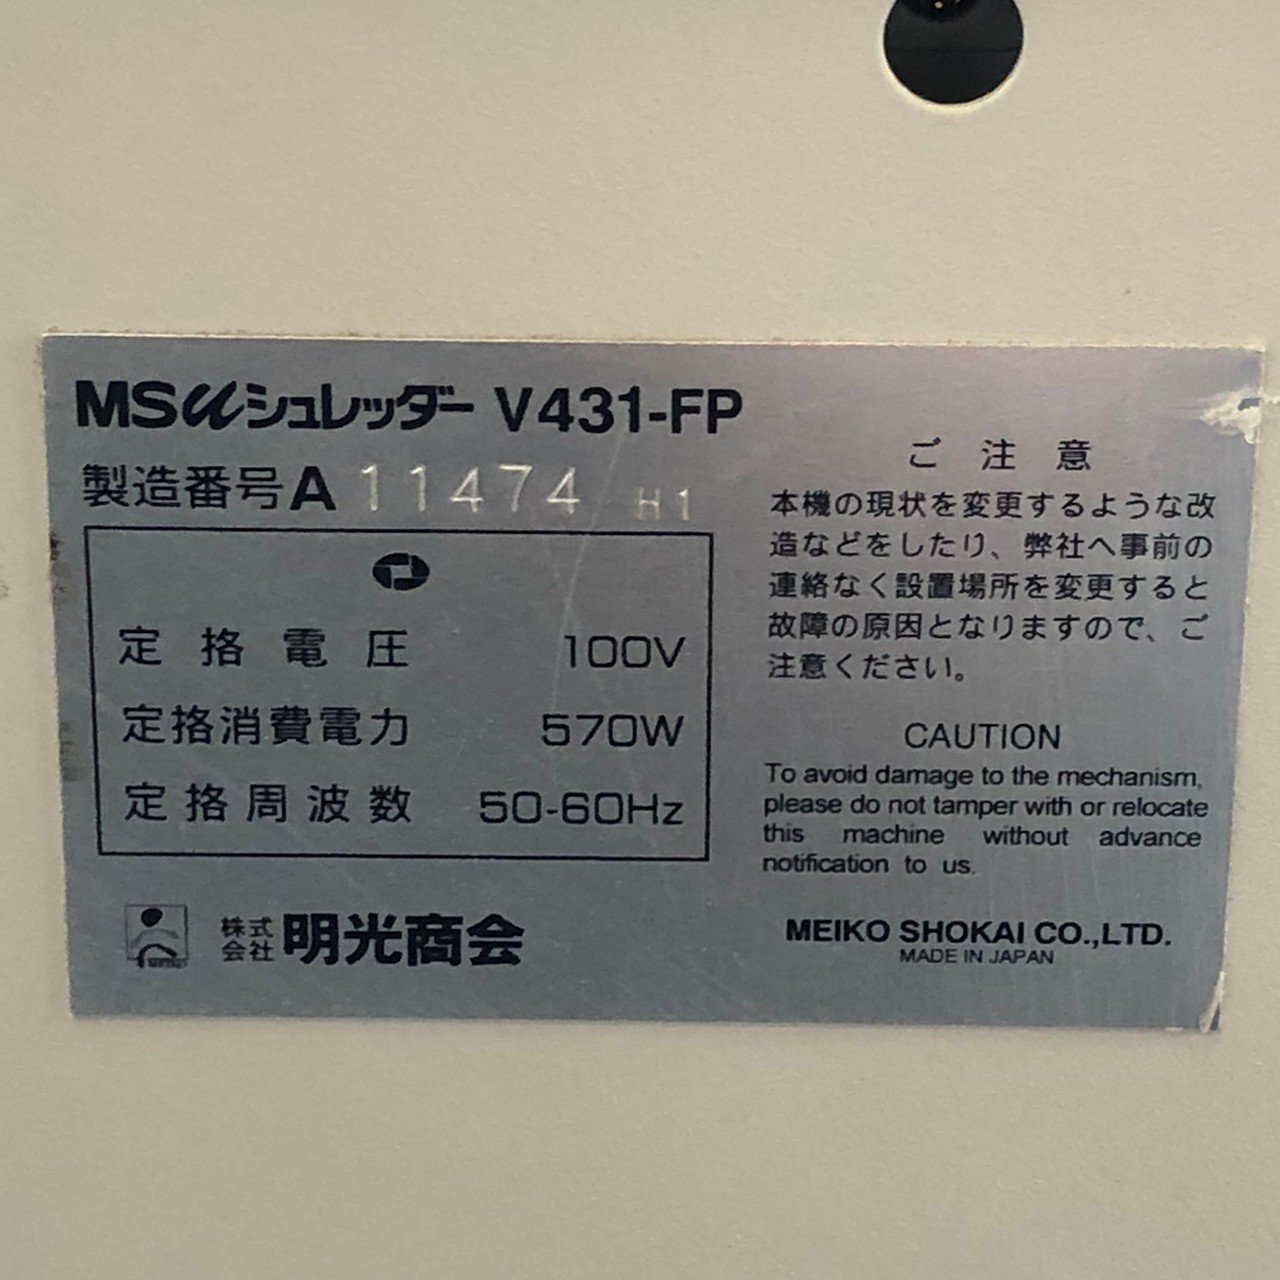 MSμシュレッダー V431-FP
製造番号 A 11474 H1
定格電圧 100V
定格消費電力 570W
定格周波数 50-60Hz
株式会社 明光商会
ご注意
本機の現状を変更するような改
造などをしたり、弊社へ事前の
連絡なく設置場所を変更すると
故障の原因となりますので、ご
注意ください。
CAUTION
To avoid damage to the mechanism,
please do not tamper with or relocate
this machine without advance
notification to us.
MEIKO SHOKAI CO.,LTD.
MADE IN JAPAN